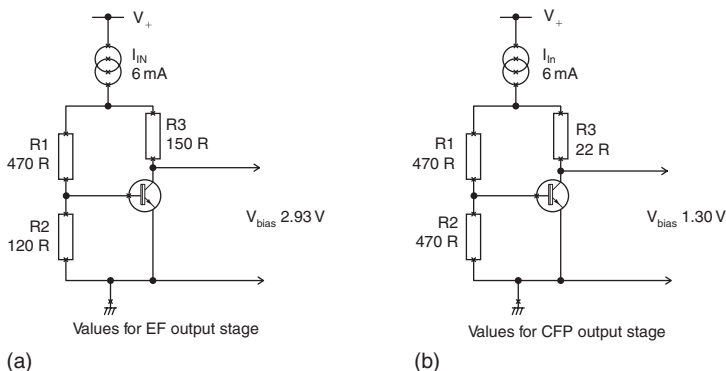 V+
IIN
6 mA
R1
470 R
R3
150 R
R2
120 R
Vbias 2.93 V
Values for EF output stage
(a)
V+
IIn
6 mA
R1
470 R
R3
22 R
R2
470 R
Vbias 1.30 V
Values for CFP output stage
(b)